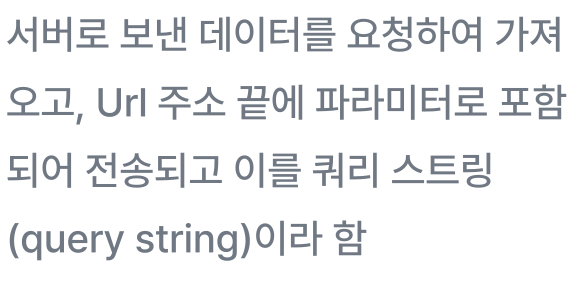 서버로 보낸 데이터를 요청하여 가져
오고, Url 주소 끝에 파라미터로 포함
되어 전송되고 이를 쿼리 스트링
(query string)이라 함